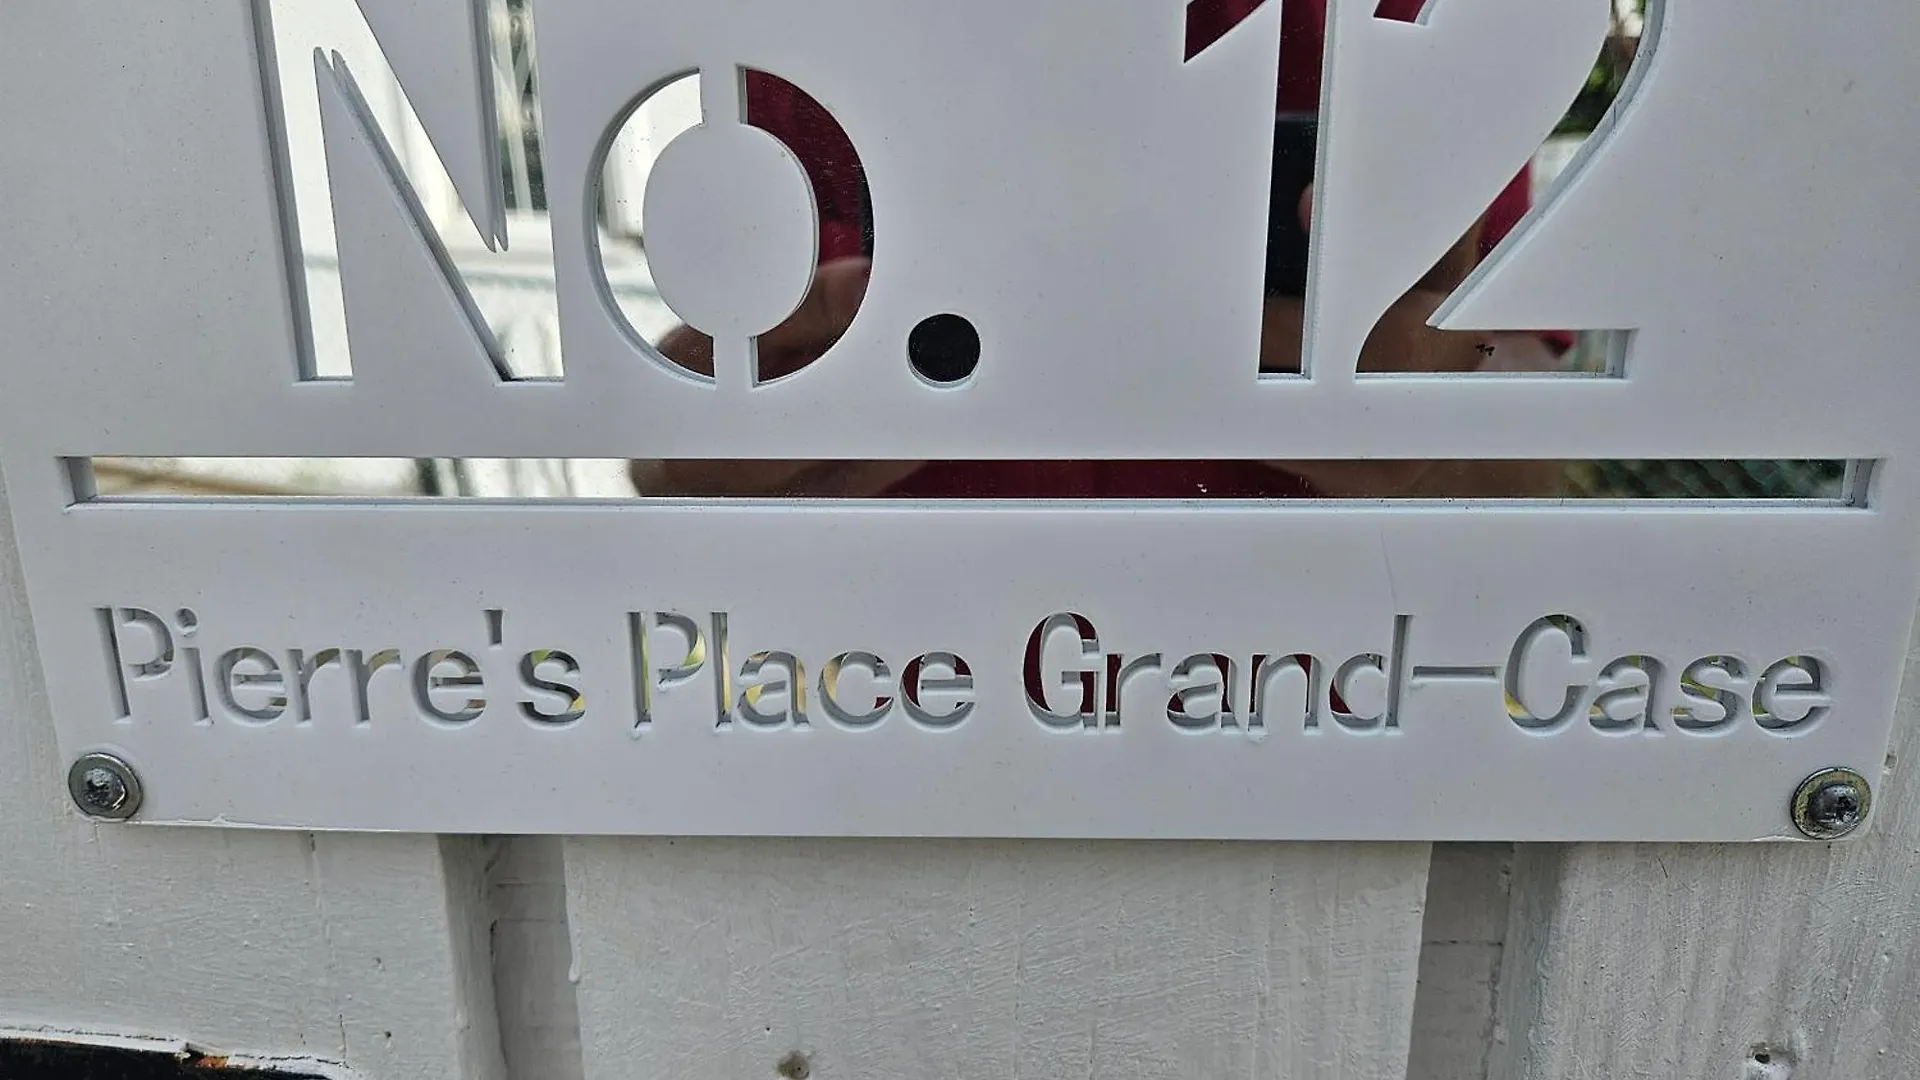 No. 12
Pierre's Place Grand-Case